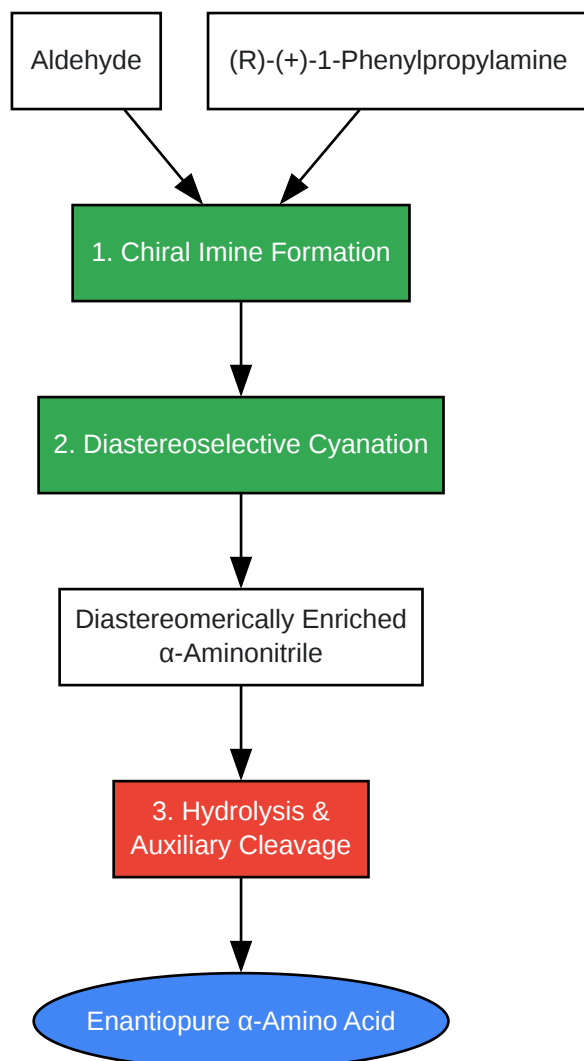 Aldehyde
(R)-(+)-1-Phenylpropylamine
1. Chiral Imine Formation
2. Diastereoselective Cyanation
Diastereomerically Enriched
α-Aminonitrile
3. Hydrolysis &
Auxiliary Cleavage
Enantiopure α-Amino Acid